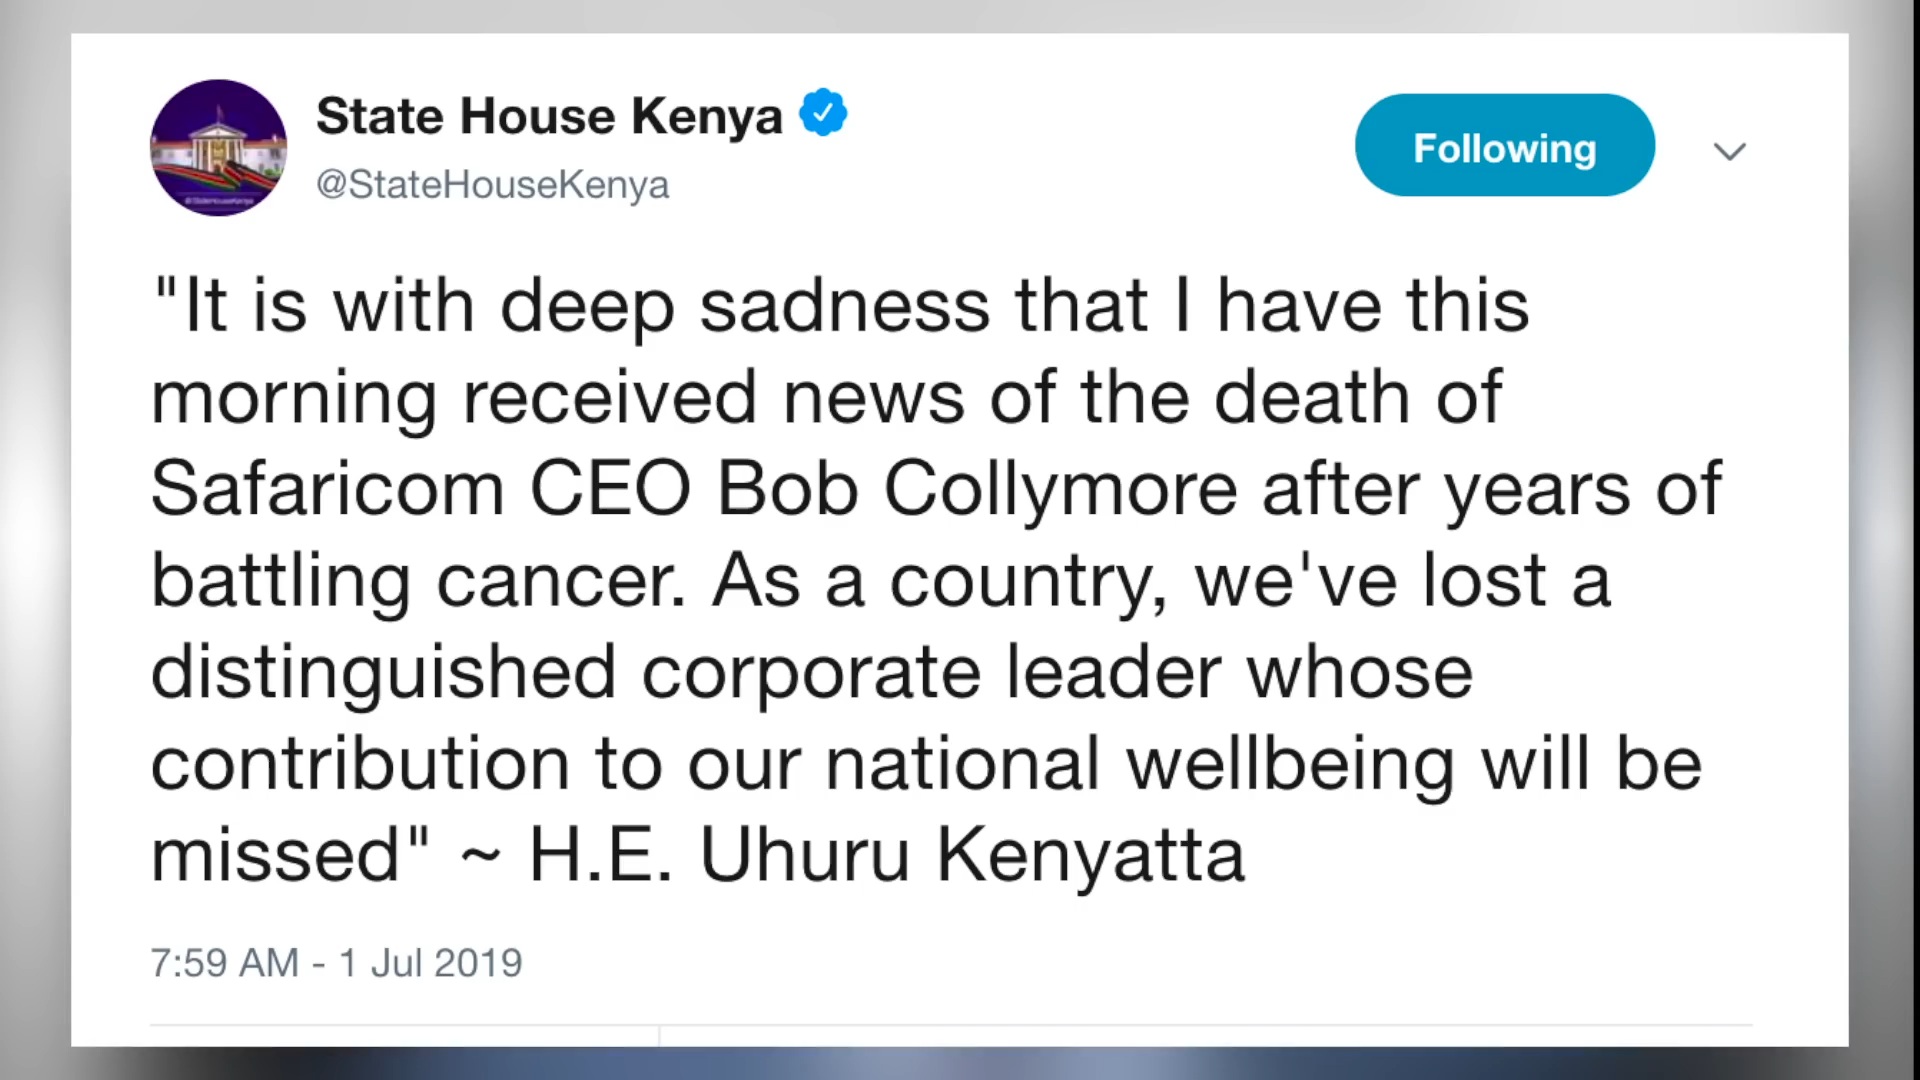 State House Kenya
@StateHouseKenya
Following
"It is with deep sadness that I have this
morning received news of the death of
Safaricom CEO Bob Collymore after years of
battling cancer. As a country, we've lost a
distinguished corporate leader whose
contribution to our national wellbeing will be
missed" ~ H.E. Uhuru Kenyatta
7:59 AM - 1 Jul 2019